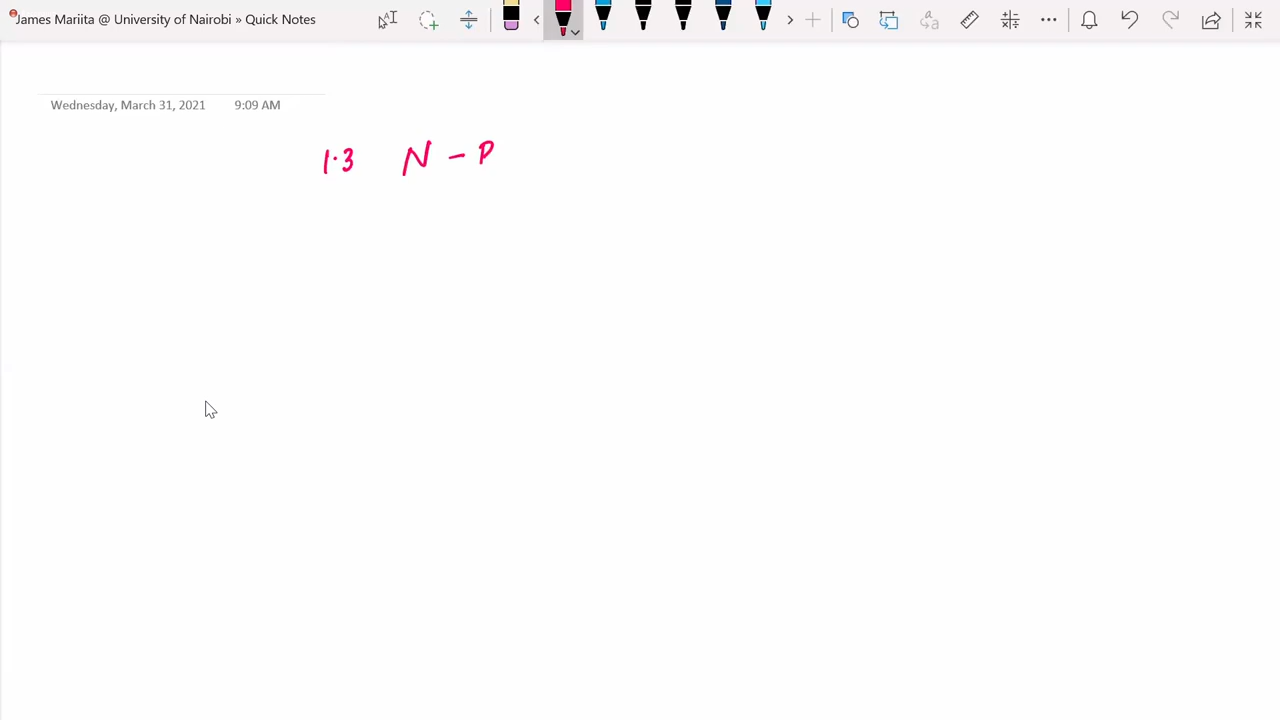 James Mariita @ University of Nairobi » Quick Notes
Wednesday, March 31, 2021 9:09 AM
1.3 N - P